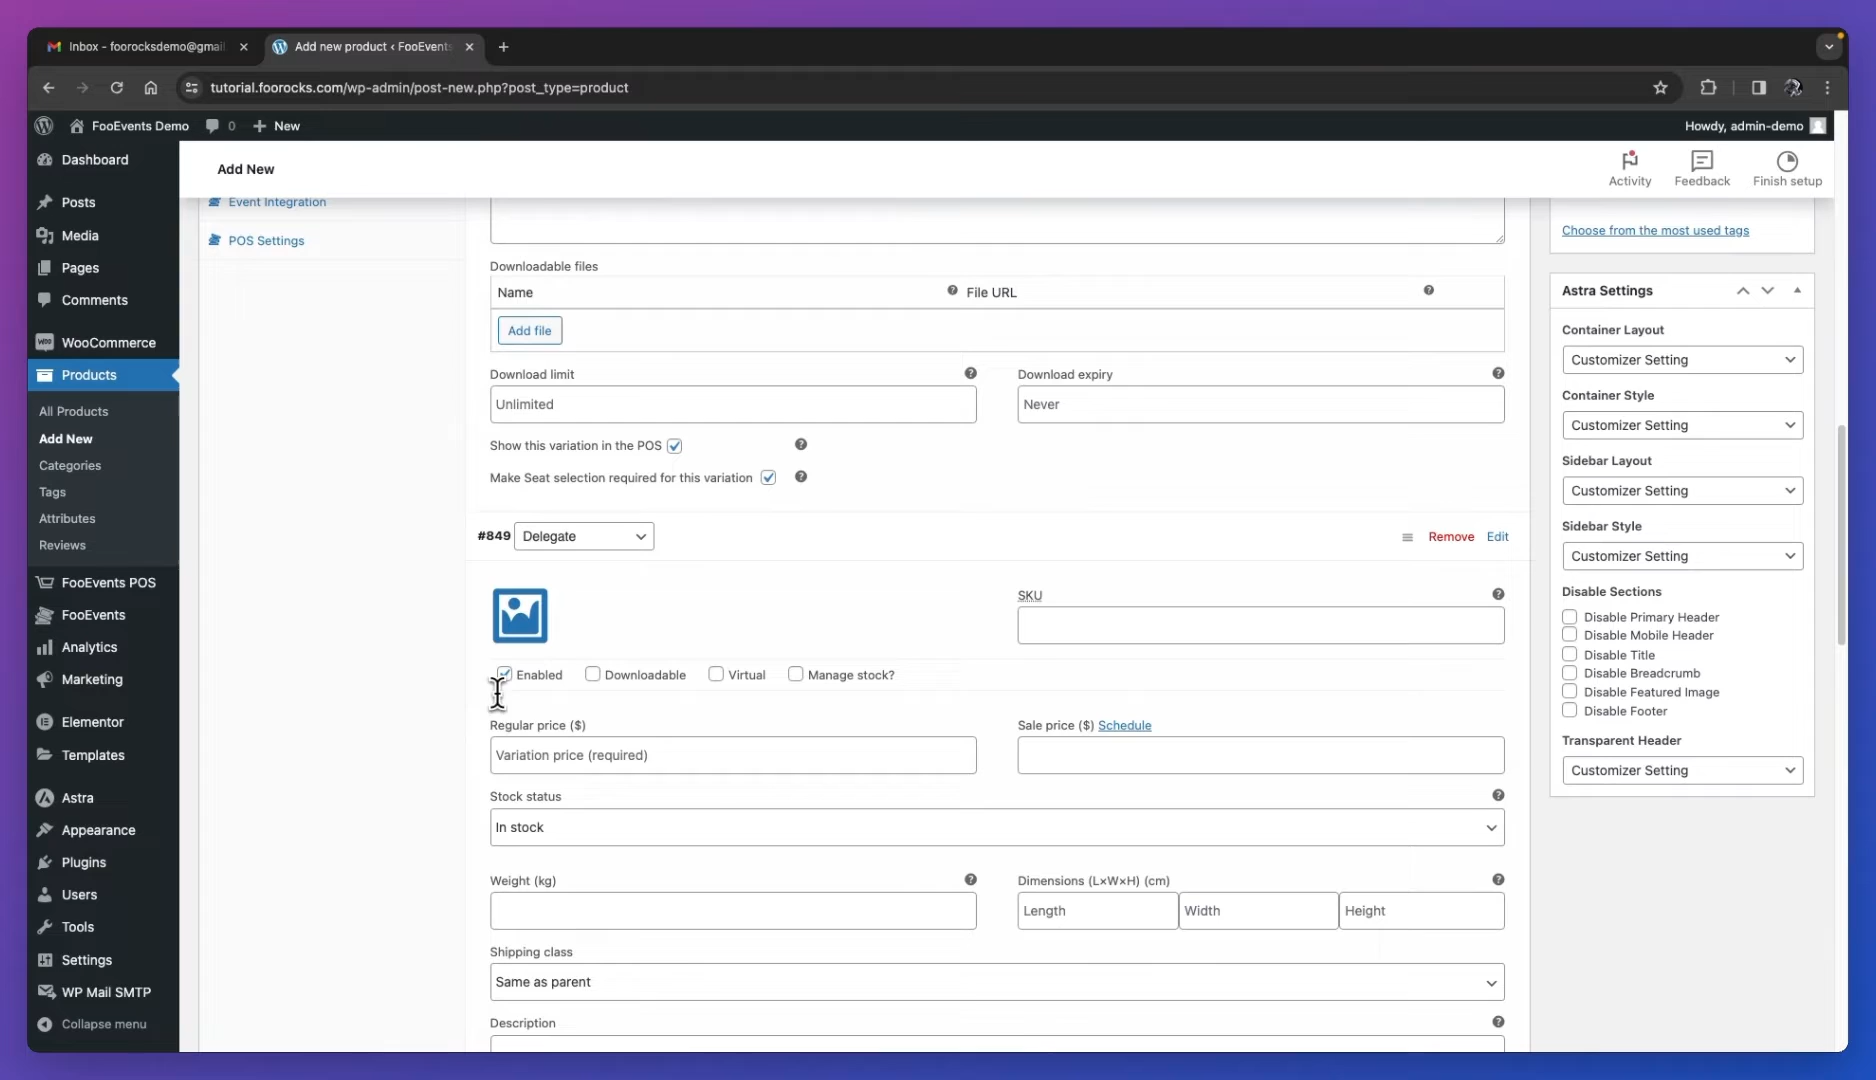 Inbox - foorocksdemo@gmail
Add new product ‹ FooEvents
tutorial.foorocks.com/wp-admin/post-new.php?post_type=product
FooEvents Demo
0
New
Howdy, admin-demo
Dashboard
Posts
Media
Pages
Comments
WooCommerce
Products
All Products
Add New
Categories
Tags
Attributes
Reviews
FooEvents POS
FooEvents
Analytics
Marketing
Elementor
Templates
Astra
Appearance
Plugins
Users
Tools
Settings
WP Mail SMTP
Collapse menu
Add New
Activity
Feedback
Finish setup
Event Integration
POS Settings
Downloadable files
Name
File URL
Add file
Download limit
Download expiry
Unlimited
Never
Show this variation in the POS
Make Seat selection required for this variation
#849
Delegate
Remove
Edit
SKU
Enabled
Downloadable
Virtual
Manage stock?
Regular price ($)
Sale price ($) Schedule
Variation price (required)
Stock status
In stock
Weight (kg)
Dimensions (L×W×H) (cm)
Length
Width
Height
Shipping class
Same as parent
Description
Choose from the most used tags
Astra Settings
Container Layout
Customizer Setting
Container Style
Customizer Setting
Sidebar Layout
Customizer Setting
Sidebar Style
Customizer Setting
Disable Sections
Disable Primary Header
Disable Mobile Header
Disable Title
Disable Breadcrumb
Disable Featured Image
Disable Footer
Transparent Header
Customizer Setting